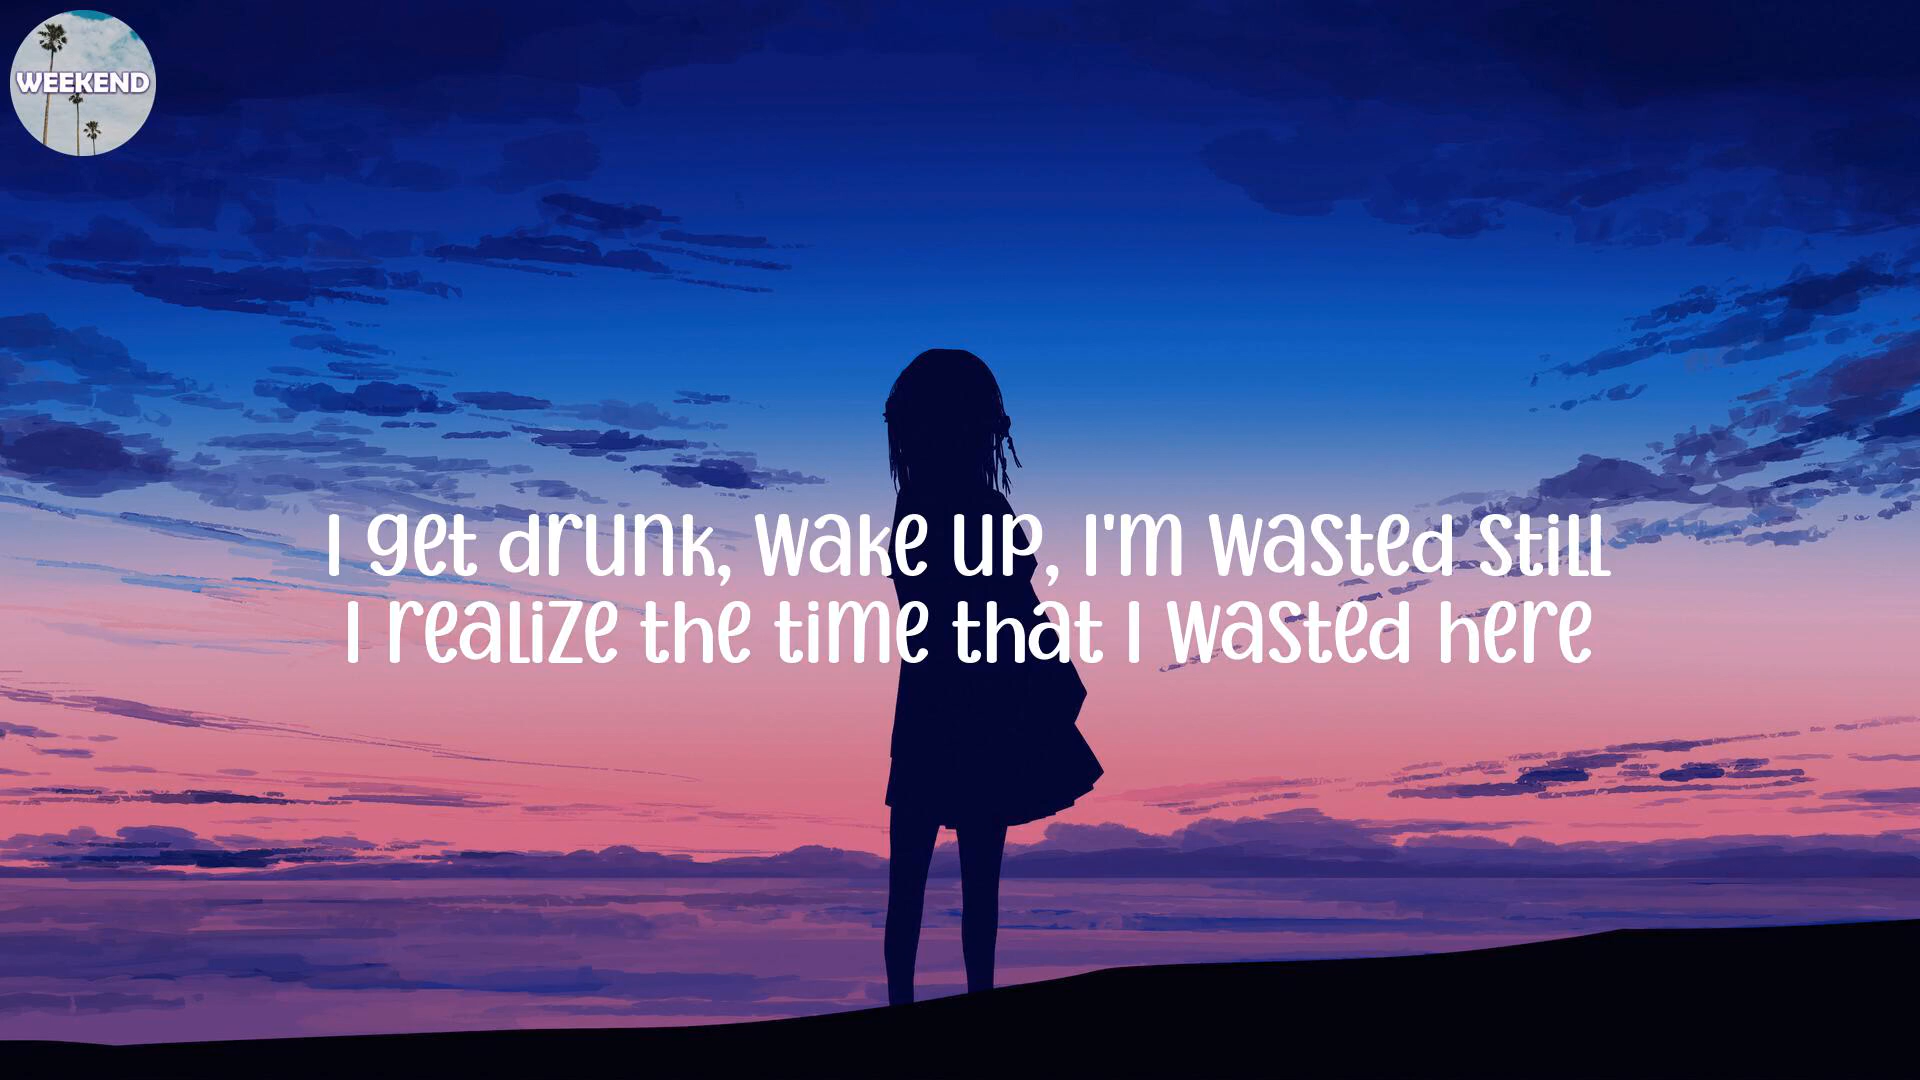 WEEKEND
I get drunk, wake up, I'm wasted still
I realize the time that I wasted here